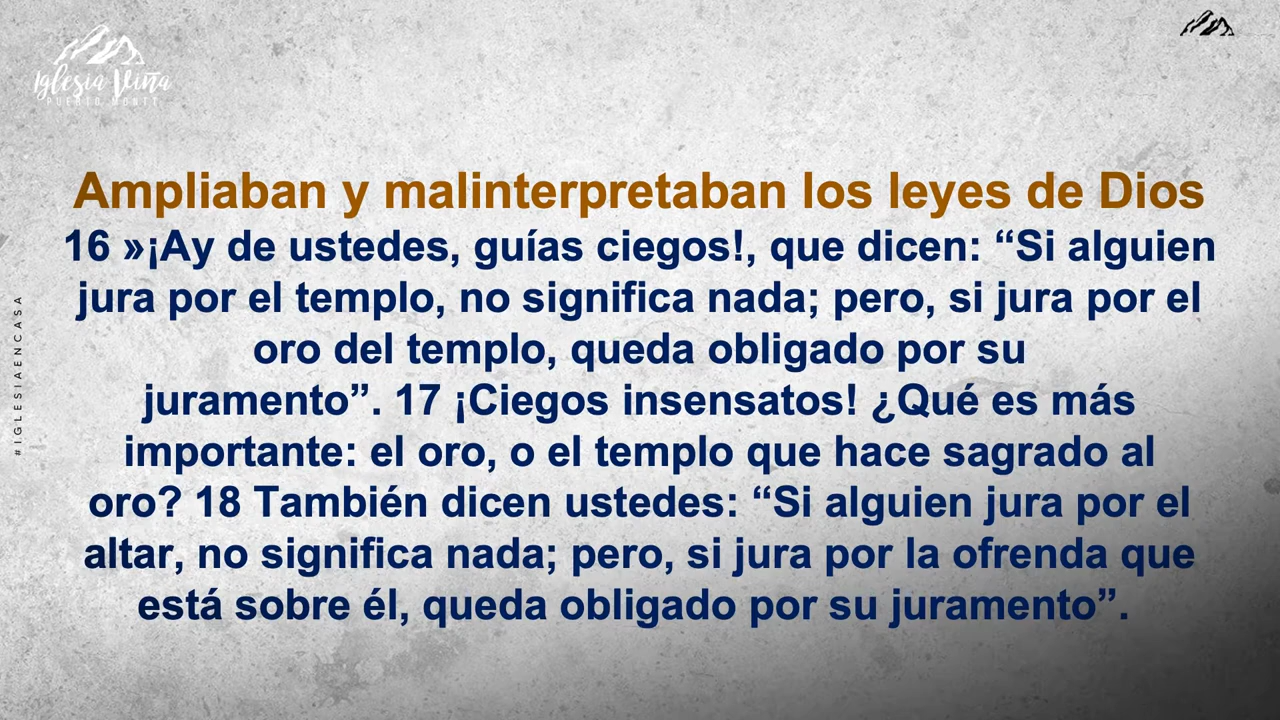 Iglesia Viña
PUERTO MONTT
#IGLESIAENCASA
Ampliaban y malinterpretaban los leyes de Dios
16 »¡Ay de ustedes, guías ciegos!, que dicen: “Si alguien
jura por el templo, no significa nada; pero, si jura por el
oro del templo, queda obligado por su
juramento”. 17 ¡Ciegos insensatos! ¿Qué es más
importante: el oro, o el templo que hace sagrado al
oro? 18 También dicen ustedes: “Si alguien jura por el
altar, no significa nada; pero, si jura por la ofrenda que
está sobre él, queda obligado por su juramento”.